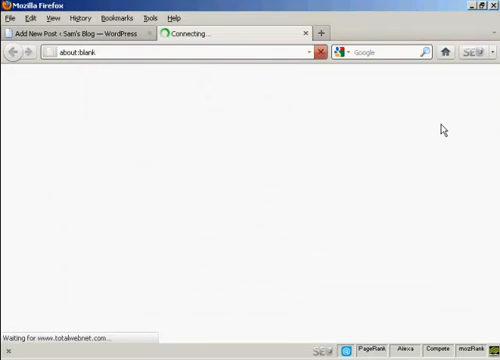 Mozilla Firefox
File Edit View History Bookmarks Tools Help
Add New Post ‹ Sam's Blog — WordPress Connecting...
about:blank Google SEO
Waiting for www.totalwebnet.com...
SEO PageRank Alexa Compete mozRank